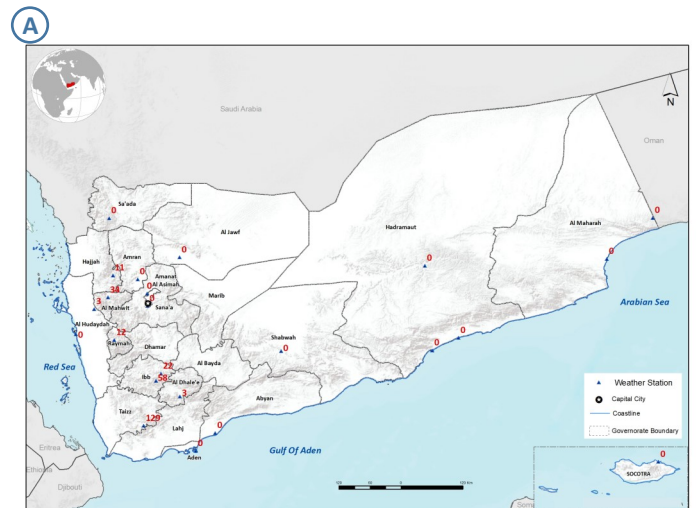 A
N
Saudi Arabia
Oman
Sa'ada
0
Al Jawf
0
Hadramaut
0
Al Maharah
0
0
Hajjah
11
Amran
0
Amanat
Al Asimah
0
0
Sana'a
Marib
3
Al Mahwit
Al Hudaydah
0
12
Raymah
Dhamar
Shabwah
0
0
0
Arabian Sea
Red Sea
22
Al Bayda
Ibb
58
Al Dhale'e
3
Abyan
Taizz
129
Lahj
0
0
Aden
Gulf Of Aden
Weather Station
Capital City
Coastline
Governorate Boundary
Eritrea
Ethiopia
Djibouti
0
SOCOTRA